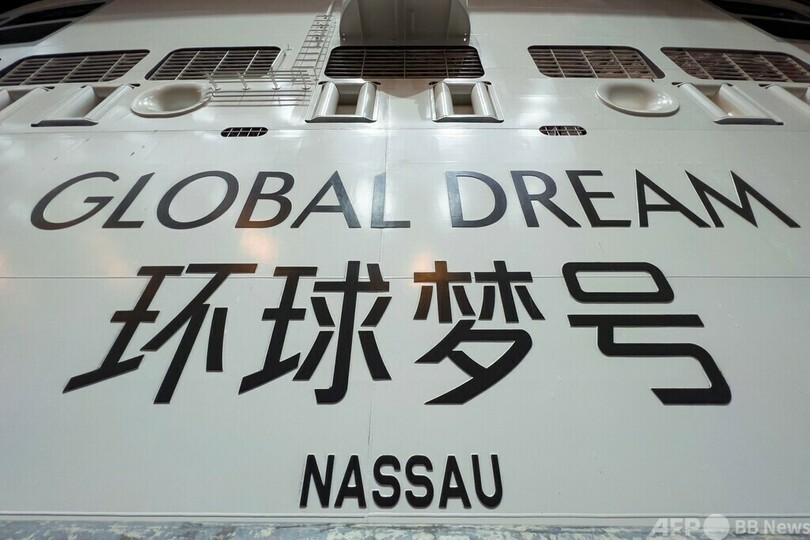 GLOBAL DREAM
环球梦号
NASSAU
AFP BB News